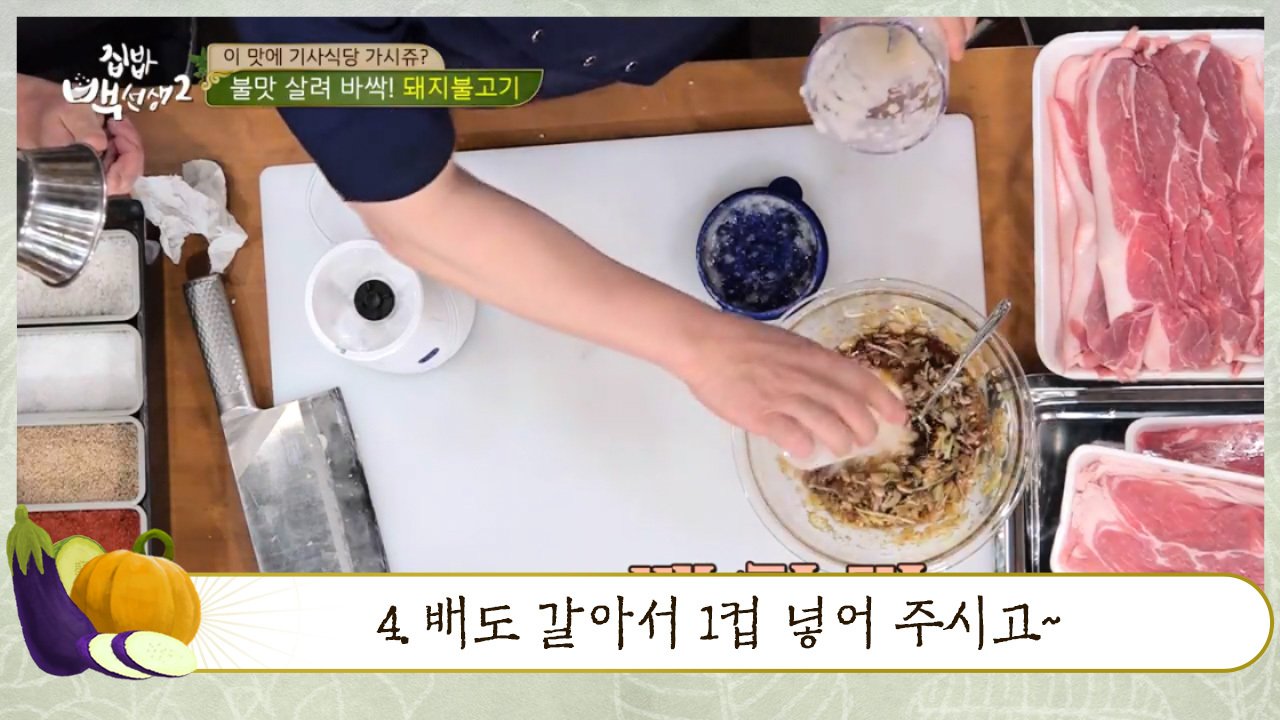 집밥
백선생2
이 맛에 기사식당 가시쥬?
불맛 살려 바싹! 돼지불고기
4. 배도 갈아서 1컵 넣어 주시고~